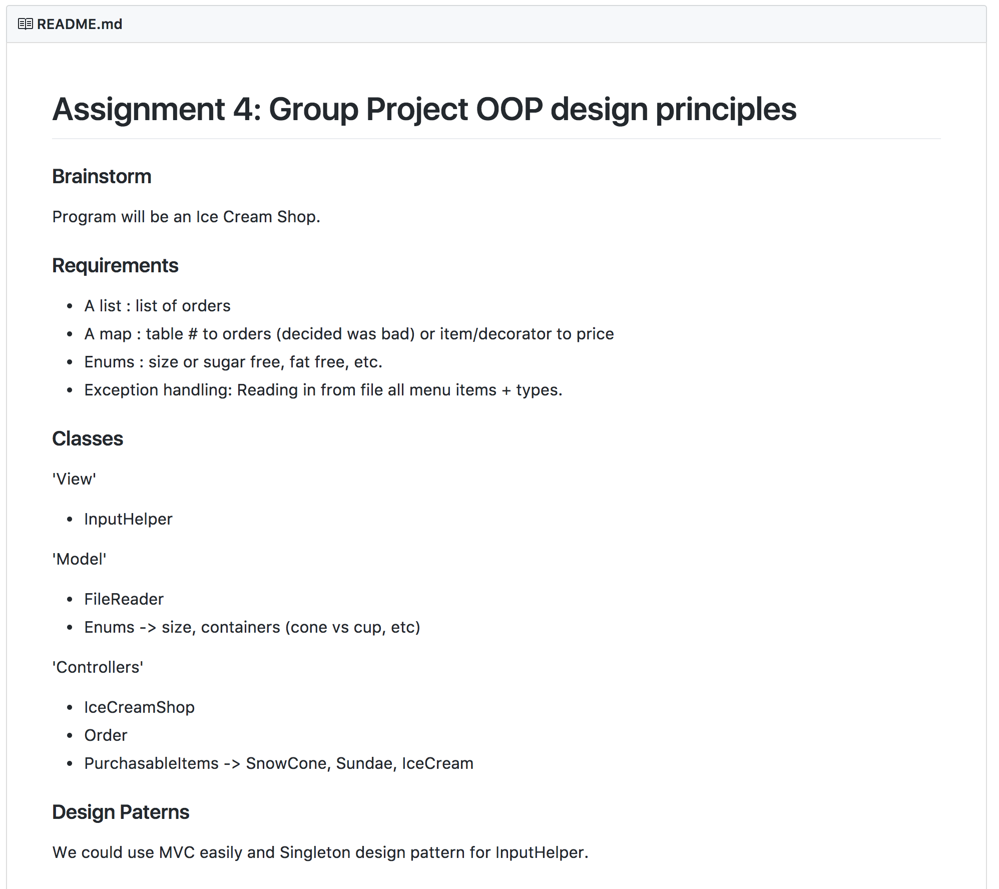 README.md
Assignment 4: Group Project OOP design principles
Brainstorm
Program will be an Ice Cream Shop.
Requirements
• A list : list of orders
• A map : table # to orders (decided was bad) or item/decorator to price
• Enums : size or sugar free, fat free, etc.
• Exception handling: Reading in from file all menu items + types.
Classes
'View'
• InputHelper
'Model'
• FileReader
• Enums -> size, containers (cone vs cup, etc)
'Controllers'
• IceCreamShop
• Order
• PurchasableItems -> SnowCone, Sundae, IceCream
Design Paterns
We could use MVC easily and Singleton design pattern for InputHelper.